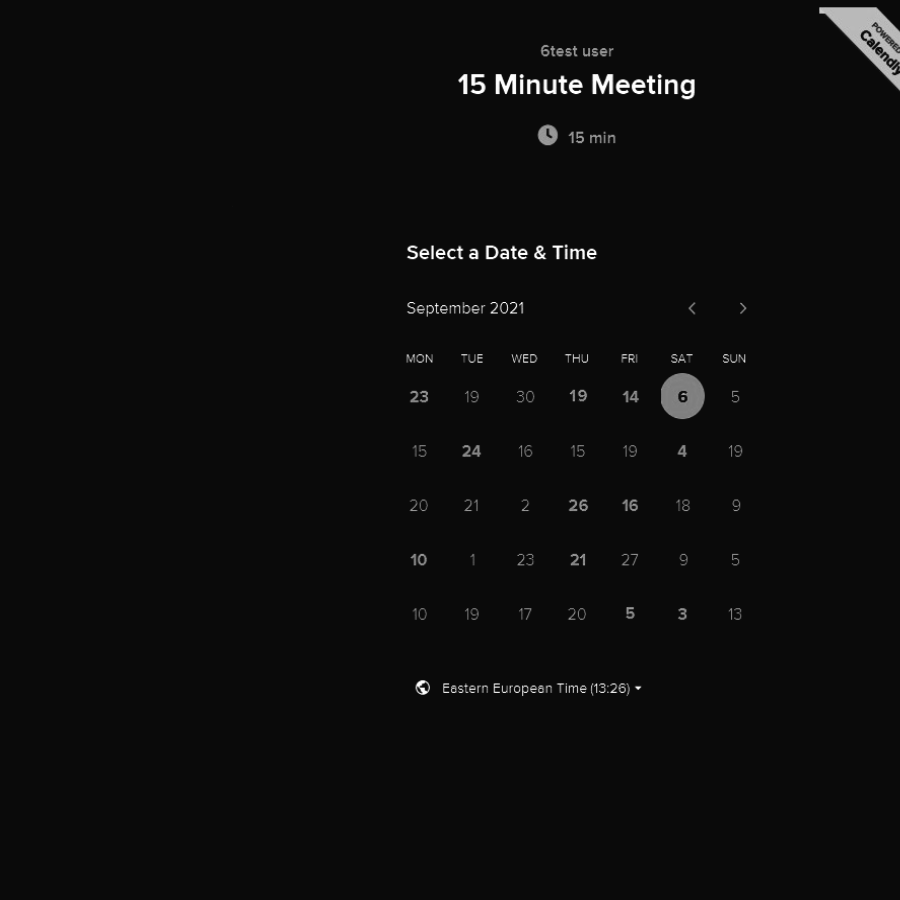 POWERED
Calendly
6test user
15 Minute Meeting
15 min
Select a Date & Time
September 2021
MON TUE WED THU FRI SAT SUN
23 19 30 19 14 6 5
15 24 16 15 19 4 19
20 21 2 26 16 18 9
10 1 23 21 27 9 5
10 19 17 20 5 3 13
Eastern European Time (13:26)